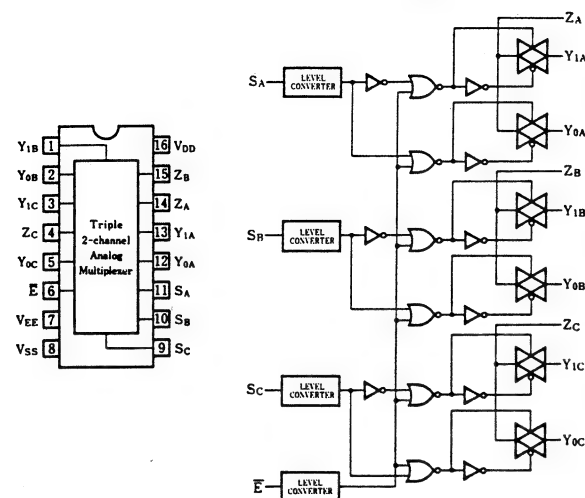 Y1B 1
Y0B 2
Y1C 3
ZC 4
Y0C 5
E̅ 6
VEE 7
VSS 8
16 VDD
15 ZB
14 ZA
13 Y1A
12 Y0A
11 SA
10 SB
9 SC
Triple
2-channel
Analog
Multiplexer
SA
LEVEL
CONVERTER
ZA
Y1A
Y0A
SB
LEVEL
CONVERTER
ZB
Y1B
Y0B
SC
LEVEL
CONVERTER
ZC
Y1C
Y0C
E̅
LEVEL
CONVERTER